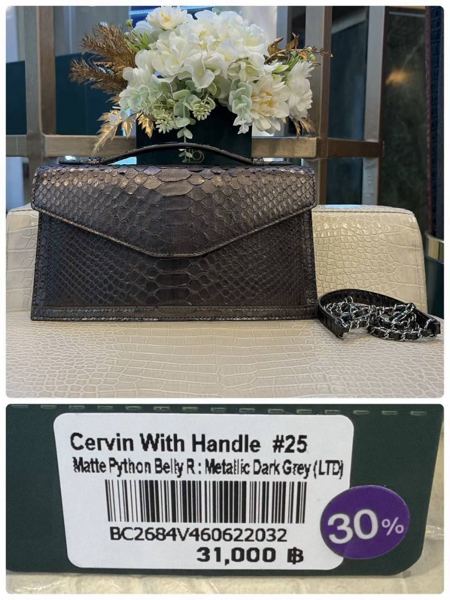 Cervin With Handle #25
Matte Python Belly R : Metallic Dark Grey (LTD)
BC2684V460622032
31,000 ฿
30%